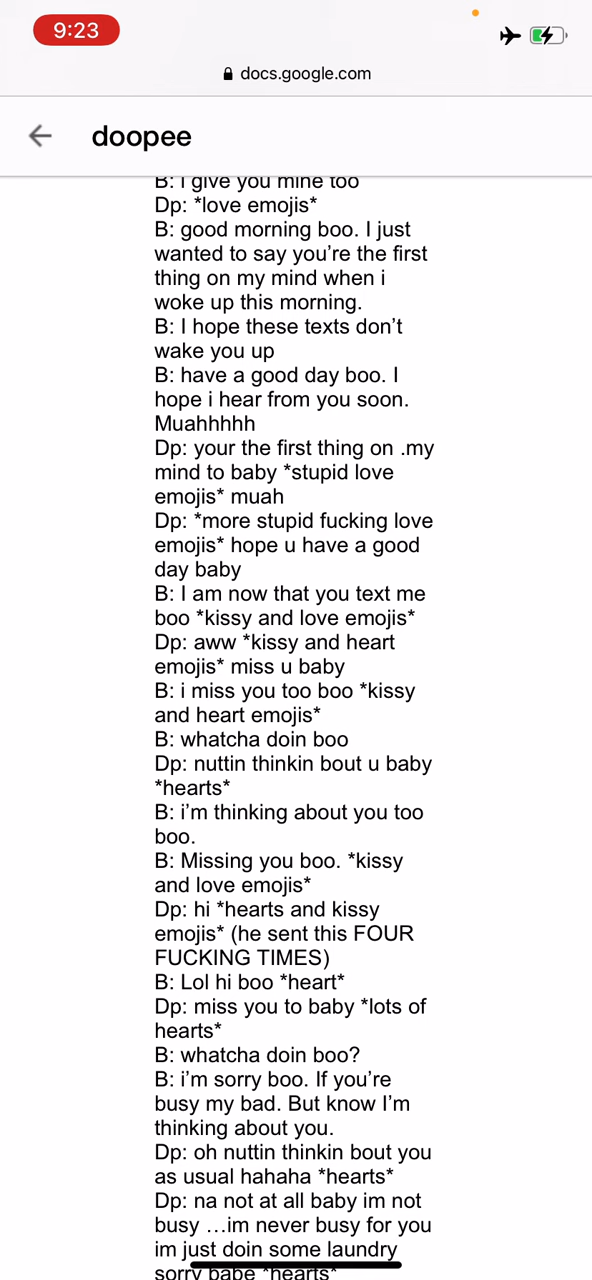 9:23
docs.google.com
doopee
B: I give you mine too
Dp: *love emojis*
B: good morning boo. I just
wanted to say you’re the first
thing on my mind when i
woke up this morning.
B: I hope these texts don’t
wake you up
B: have a good day boo. I
hope i hear from you soon.
Muahhhhh
Dp: your the first thing on .my
mind to baby *stupid love
emojis* muah
Dp: *more stupid fucking love
emojis* hope u have a good
day baby
B: I am now that you text me
boo *kissy and love emojis*
Dp: aww *kissy and heart
emojis* miss u baby
B: i miss you too boo *kissy
and heart emojis*
B: whatcha doin boo
Dp: nuttin thinkin bout u baby
*hearts*
B: i’m thinking about you too
boo.
B: Missing you boo. *kissy
and love emojis*
Dp: hi *hearts and kissy
emojis* (he sent this FOUR
FUCKING TIMES)
B: Lol hi boo *heart*
Dp: miss you to baby *lots of
hearts*
B: whatcha doin boo?
B: i’m sorry boo. If you’re
busy my bad. But know I’m
thinking about you.
Dp: oh nuttin thinkin bout you
as usual hahaha *hearts*
Dp: na not at all baby im not
busy …im never busy for you
im just doin some laundry
sorry babe *hearts*